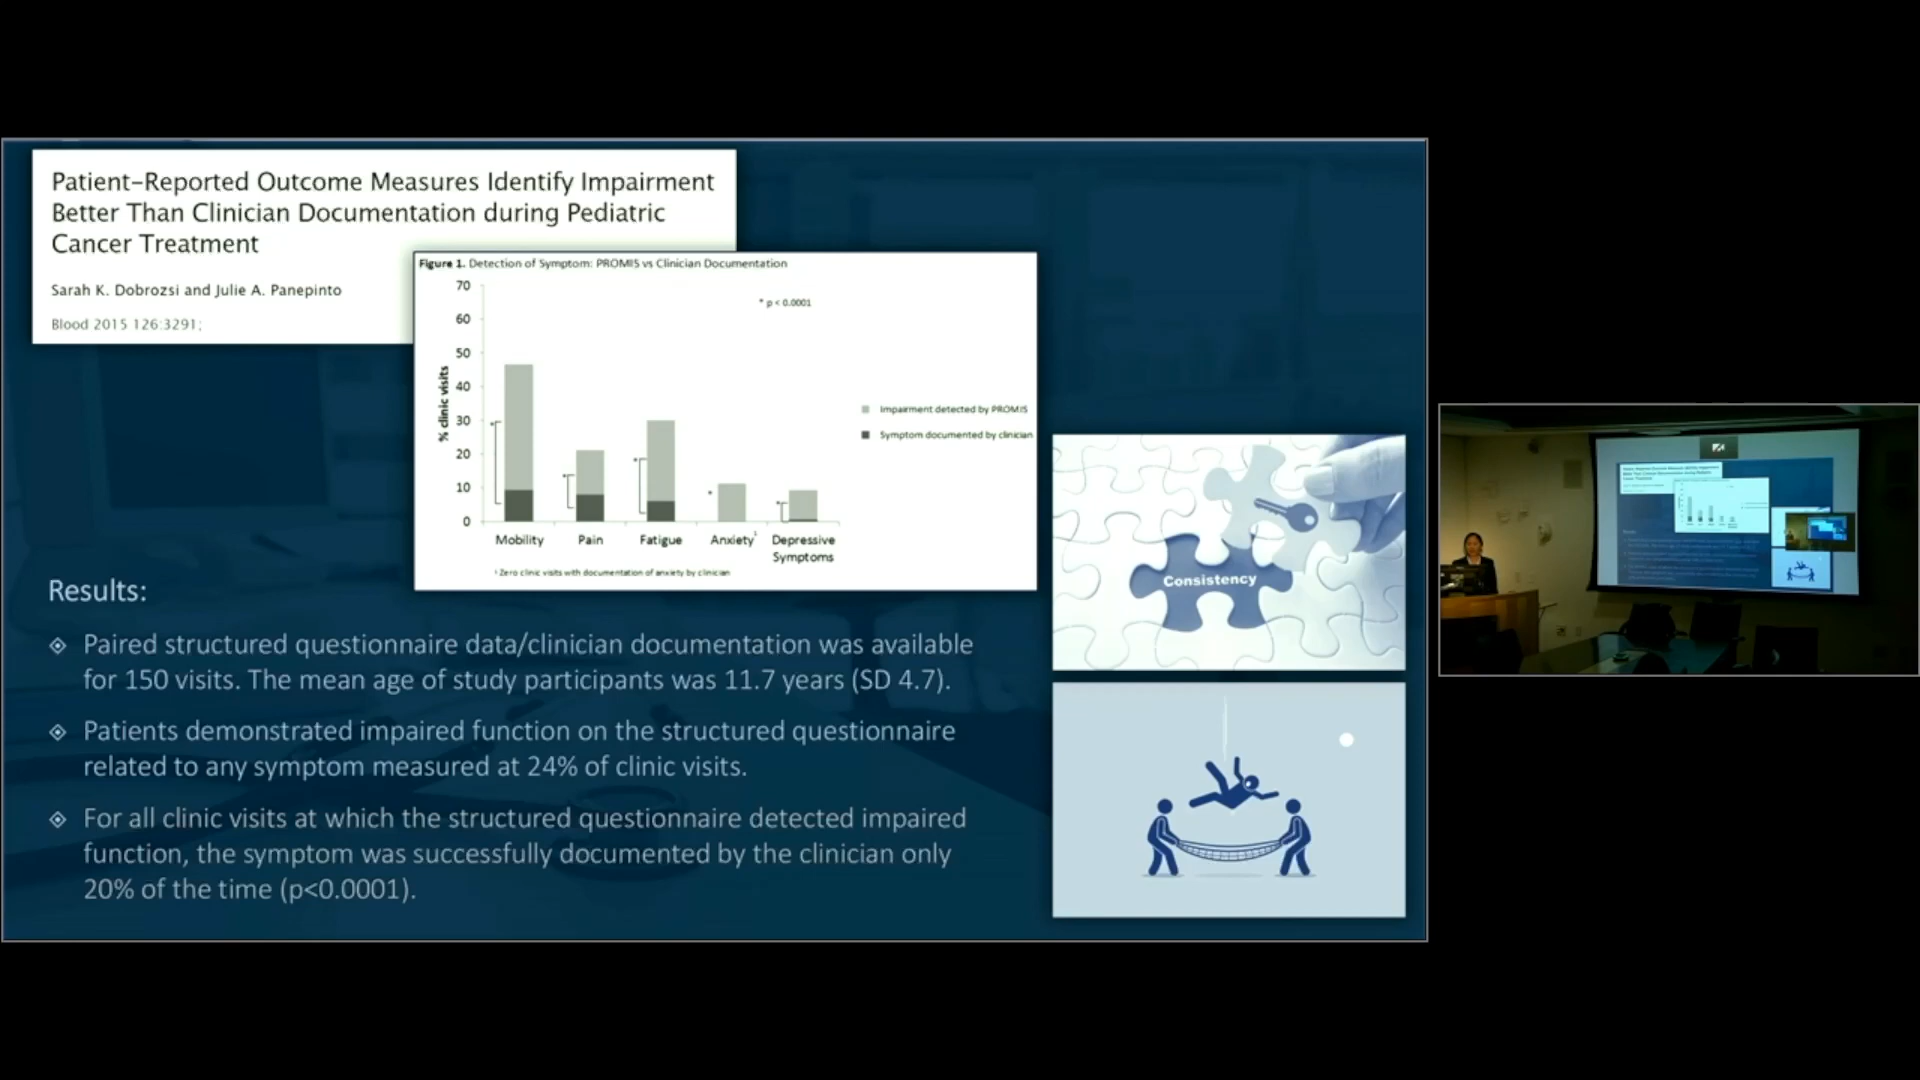 Patient-Reported Outcome Measures Identify Impairment
Better Than Clinician Documentation during Pediatric
Cancer Treatment
Sarah K. Dobrozsi and Julie A. Panepinto
Blood 2015 126:3291;
Figure 1. Detection of Symptom: PROMIS vs Clinician Documentation
* p < 0.0001
70
60
50
40
30
20
10
0
% clinic visits
*
*
*
*
*
Impairment detected by PROMIS
Symptom documented by clinician
Mobility
Pain
Fatigue
Anxiety¹
Depressive
Symptoms
¹ Zero clinic visits with documentation of anxiety by clinician
Consistency
Results:
Paired structured questionnaire data/clinician documentation was available
for 150 visits. The mean age of study participants was 11.7 years (SD 4.7).
Patients demonstrated impaired function on the structured questionnaire
related to any symptom measured at 24% of clinic visits.
For all clinic visits at which the structured questionnaire detected impaired
function, the symptom was successfully documented by the clinician only
20% of the time (p<0.0001).